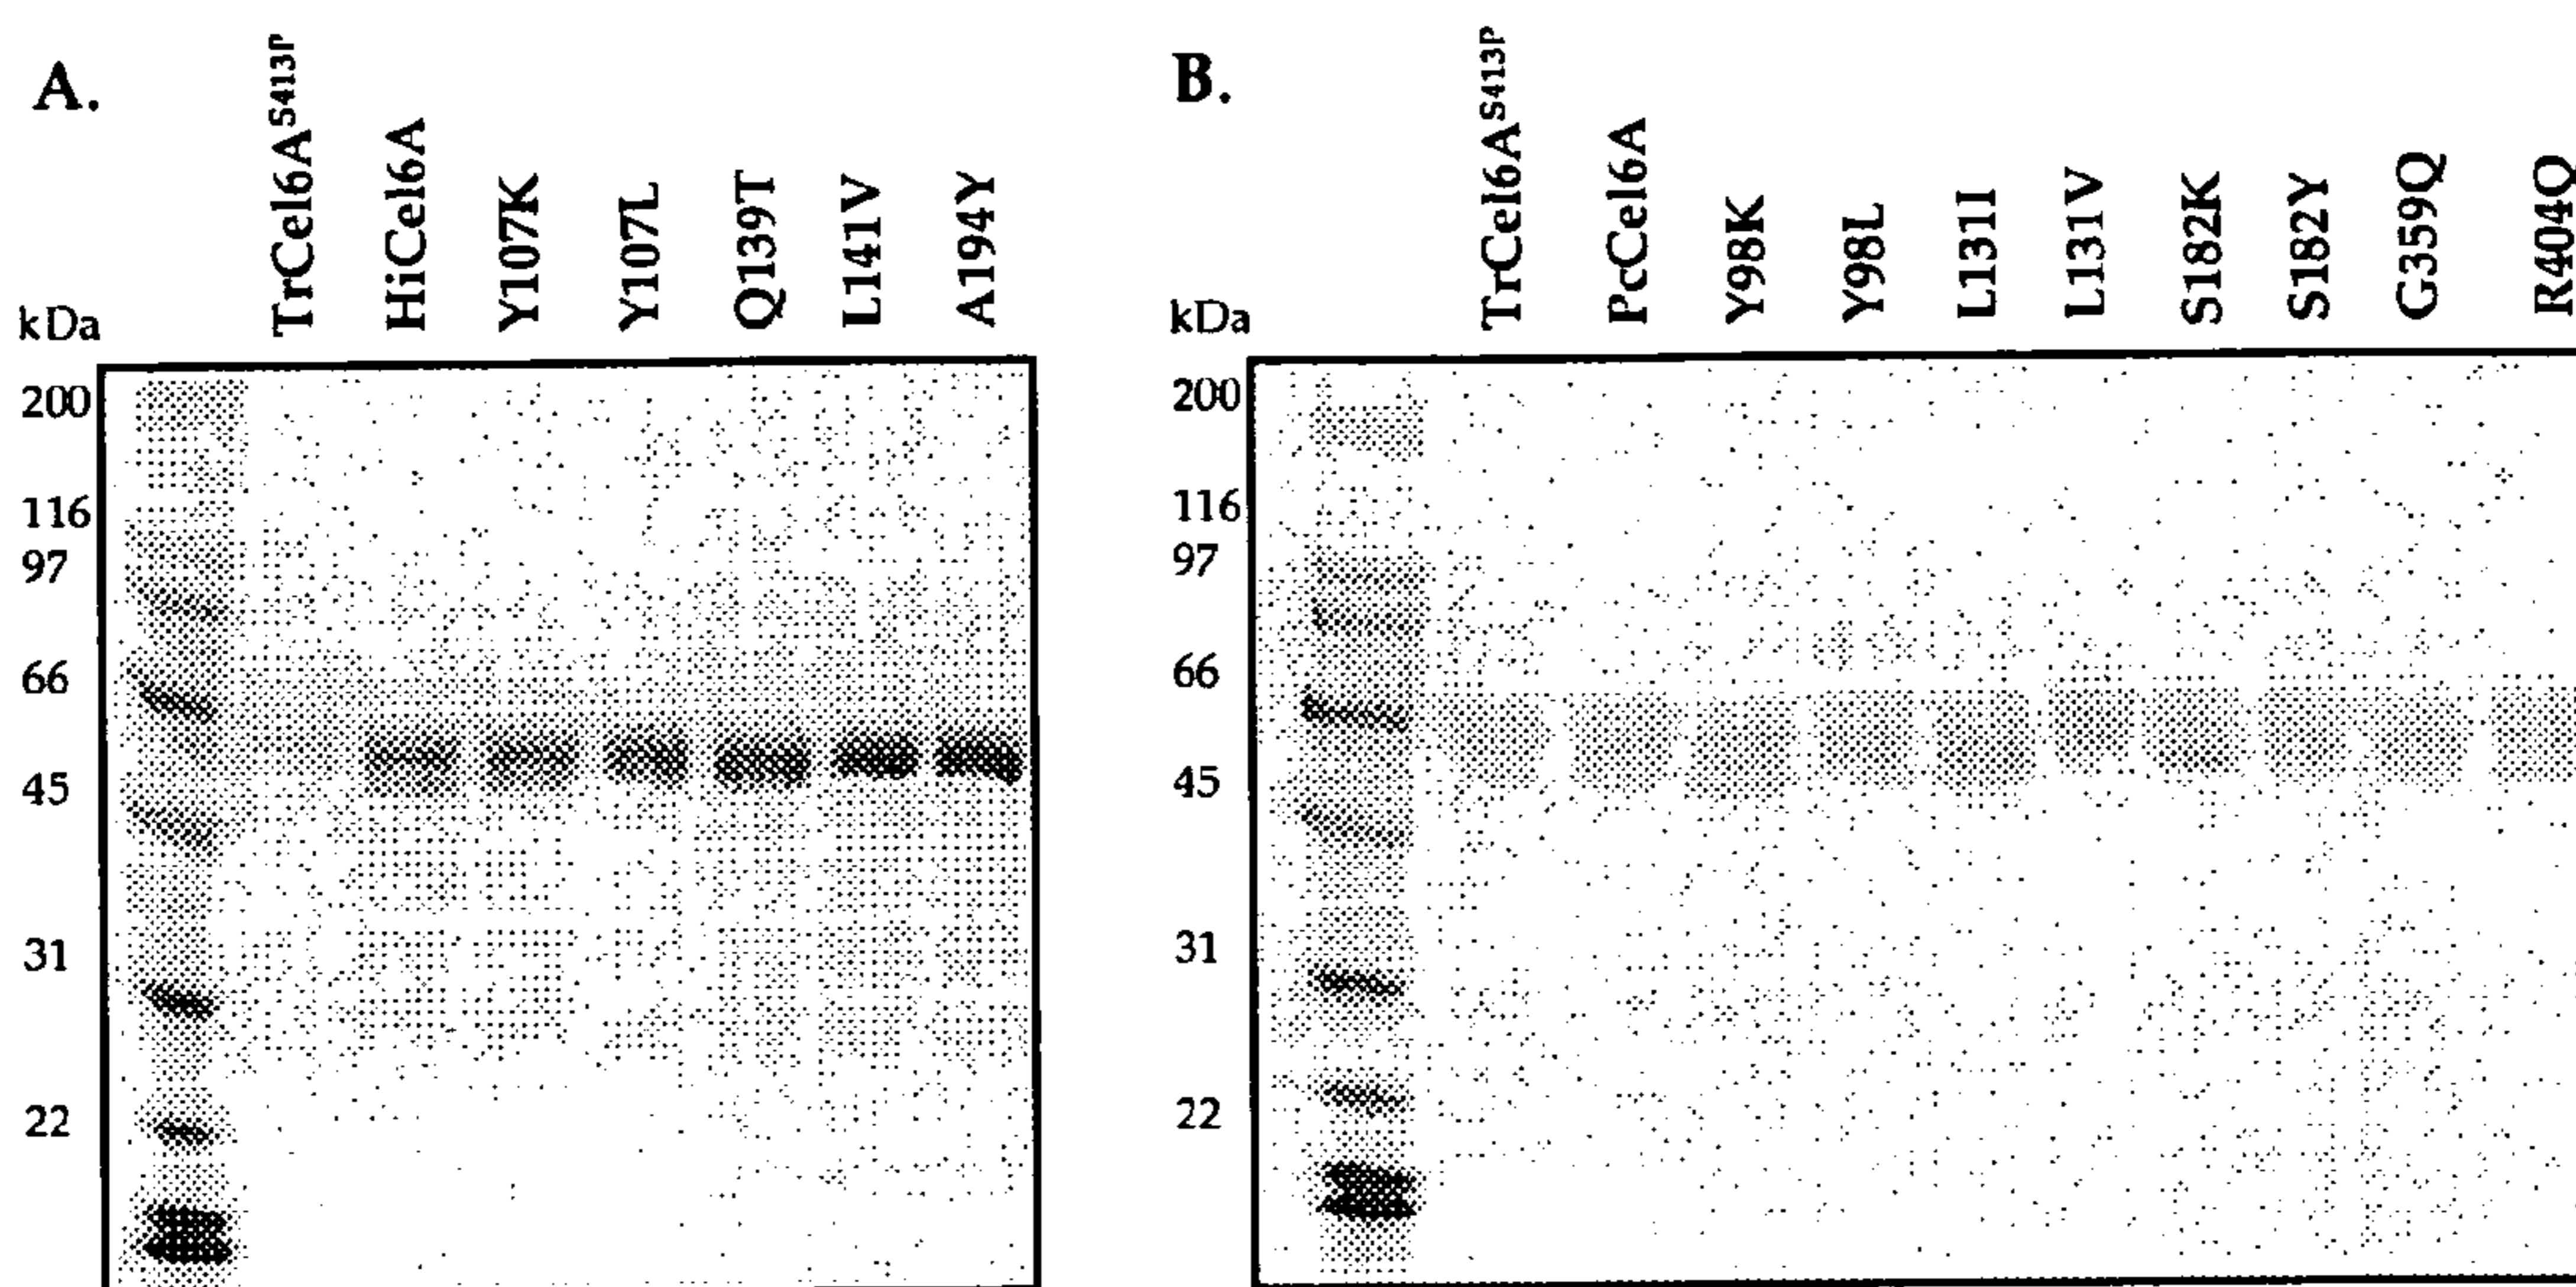 A.
TrCel6A^S413P
HiCel6A
Y107K
Y107L
Q139T
L141V
A194Y
kDa
200
116
97
66
45
31
22
B.
TrCel6A^S413P
PcCel6A
Y98K
Y98L
L131I
L131V
S182K
S182Y
G359Q
R404Q
kDa
200
116
97
66
45
31
22